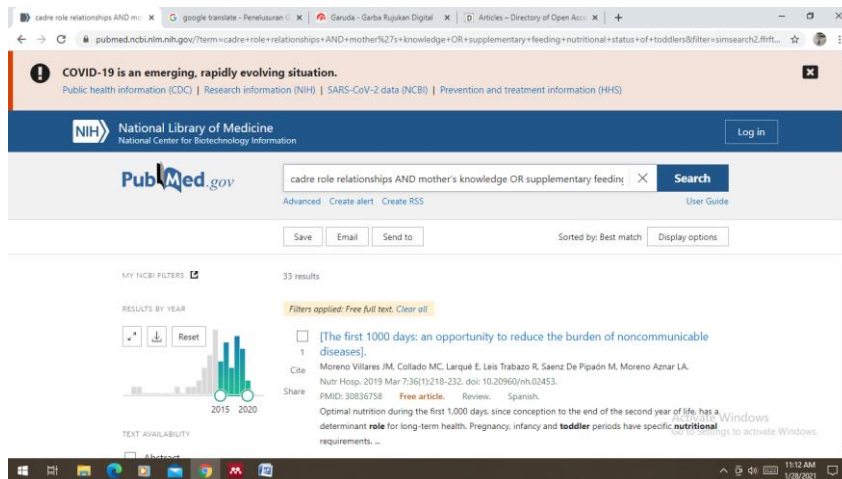 cadre role relationships AND mo
google translate - Penelusuran G
Garuda - Garba Rujukan Digital
Articles – Directory of Open Acce
pubmed.ncbi.nlm.nih.gov/?term=cadre+role+relationships+AND+mother%27s+knowledge+OR+supplementary+feeding+nutritional+status+of+toddlers&filter=simsearch2.ffrft...
COVID-19 is an emerging, rapidly evolving situation.
Public health information (CDC) | Research information (NIH) | SARS-CoV-2 data (NCBI) | Prevention and treatment information (HHS)
NIH National Library of Medicine
National Center for Biotechnology Information
Log in
PubMed.gov
cadre role relationships AND mother's knowledge OR supplementary feeding
Search
Advanced Create alert Create RSS
User Guide
Save Email Send to
Sorted by: Best match Display options
MY NCBI FILTERS
33 results
RESULTS BY YEAR
Filters applied: Free full text. Clear all
Reset
2015 2020
TEXT AVAILABILITY
Abstract
1
Cite
Share
[The first 1000 days: an opportunity to reduce the burden of noncommunicable
diseases].
Moreno Villares JM, Collado MC, Larqué E, Leis Trabazo R, Saenz De Pipaón M, Moreno Aznar LA.
Nutr Hosp. 2019 Mar 7;36(1):218-232. doi: 10.20960/nh.02453.
PMID: 30836758 Free article. Review. Spanish.
Optimal nutrition during the first 1.000 days, since conception to the end of the second year of life, has a
determinant role for long-term health. Pregnancy, infancy and toddler periods have specific nutritional
requirements. ...
Activate Windows
Go to Settings to activate Windows.
11:12 AM
1/28/2021